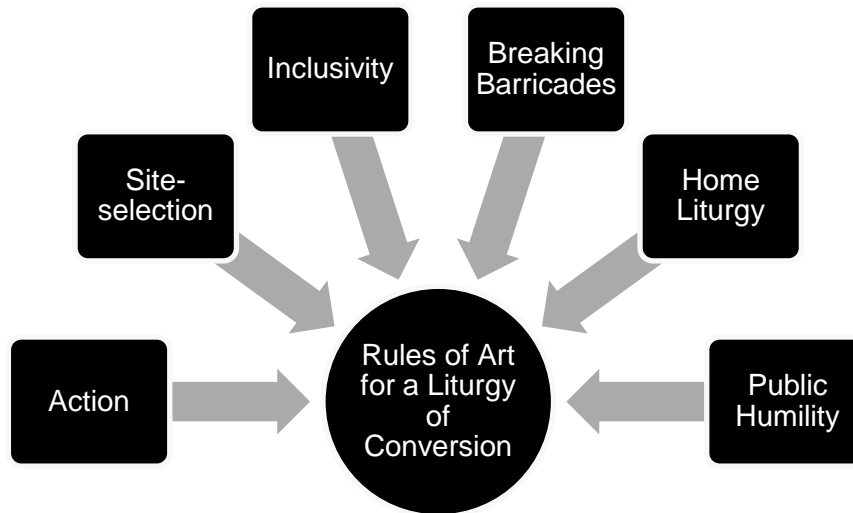 Inclusivity
Breaking
Barricades
Site-
selection
Home
Liturgy
Action
Rules of Art
for a Liturgy
of
Conversion
Public
Humility